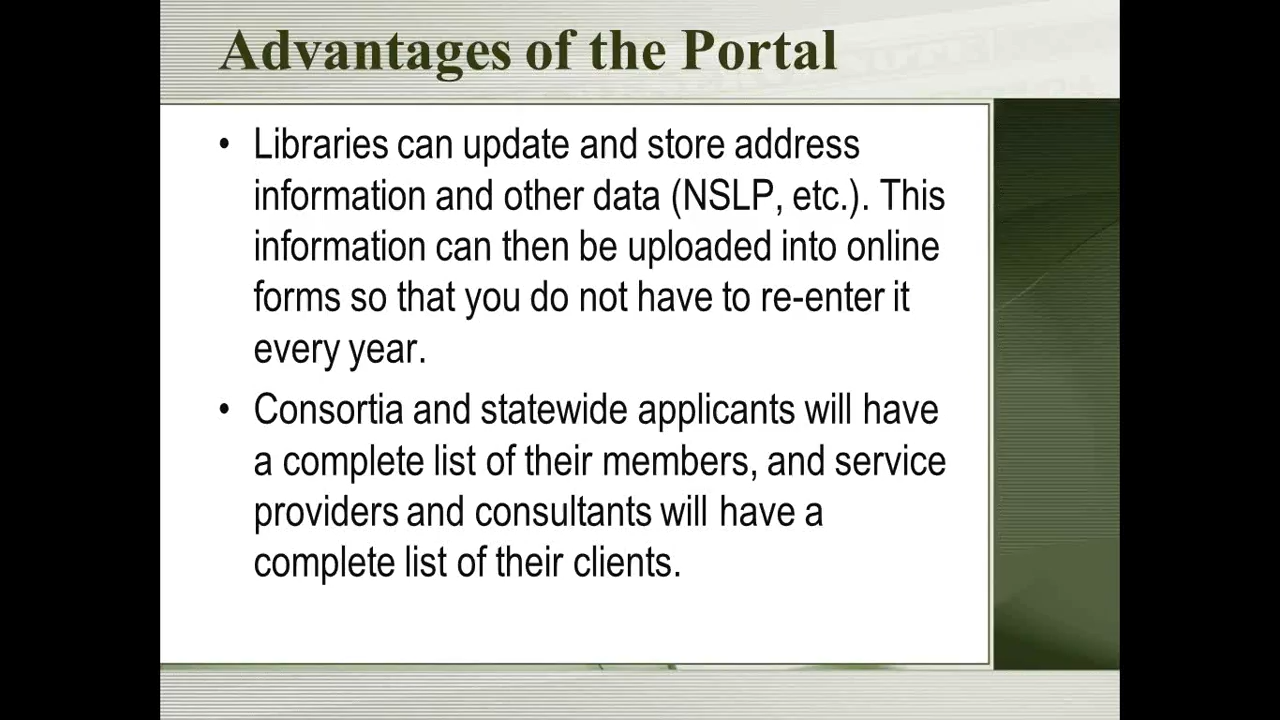 Advantages of the Portal
• Libraries can update and store address
information and other data (NSLP, etc.). This
information can then be uploaded into online
forms so that you do not have to re-enter it
every year.
• Consortia and statewide applicants will have
a complete list of their members, and service
providers and consultants will have a
complete list of their clients.